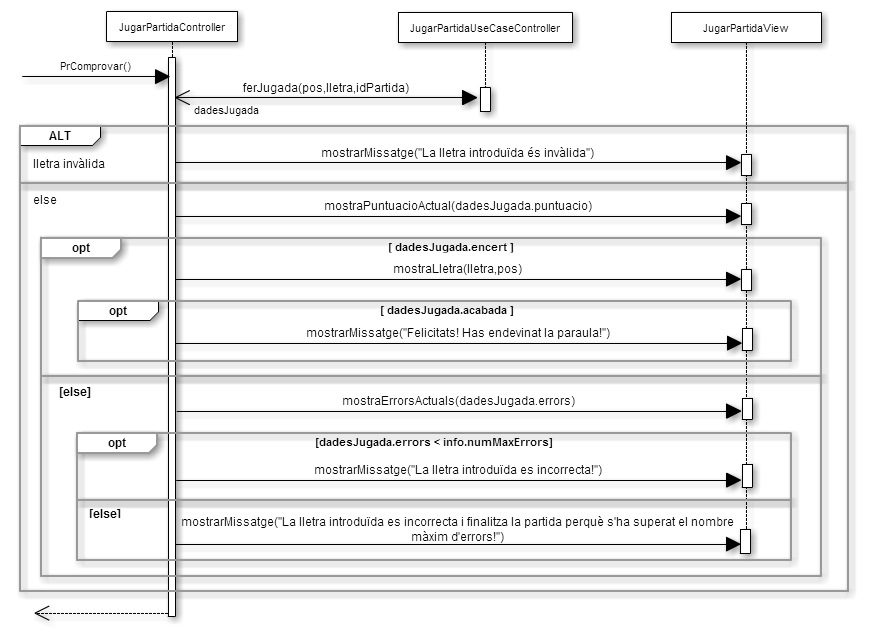 JugarPartidaController
JugarPartidaUseCaseController
JugarPartidaView
PrComprovar()
ferJugada(pos,lletra,idPartida)
dadesJugada
ALT
mostrarMissatge("La lletra introduïda és invàlida")
lletra invàlida
else
mostraPuntuacioActual(dadesJugada.puntuacio)
opt
[ dadesJugada.encert ]
mostraLletra(lletra,pos)
opt
[ dadesJugada.acabada ]
mostrarMissatge("Felicitats! Has endevinat la paraula!")
[else]
mostraErrorsActuals(dadesJugada.errors)
opt
[dadesJugada.errors < info.numMaxErrors]
mostrarMissatge("La lletra introduïda es incorrecta!")
[else]
mostrarMissatge("La lletra introduïda es incorrecta i finalitza la partida perquè s'ha superat el nombre
màxim d'errors!")